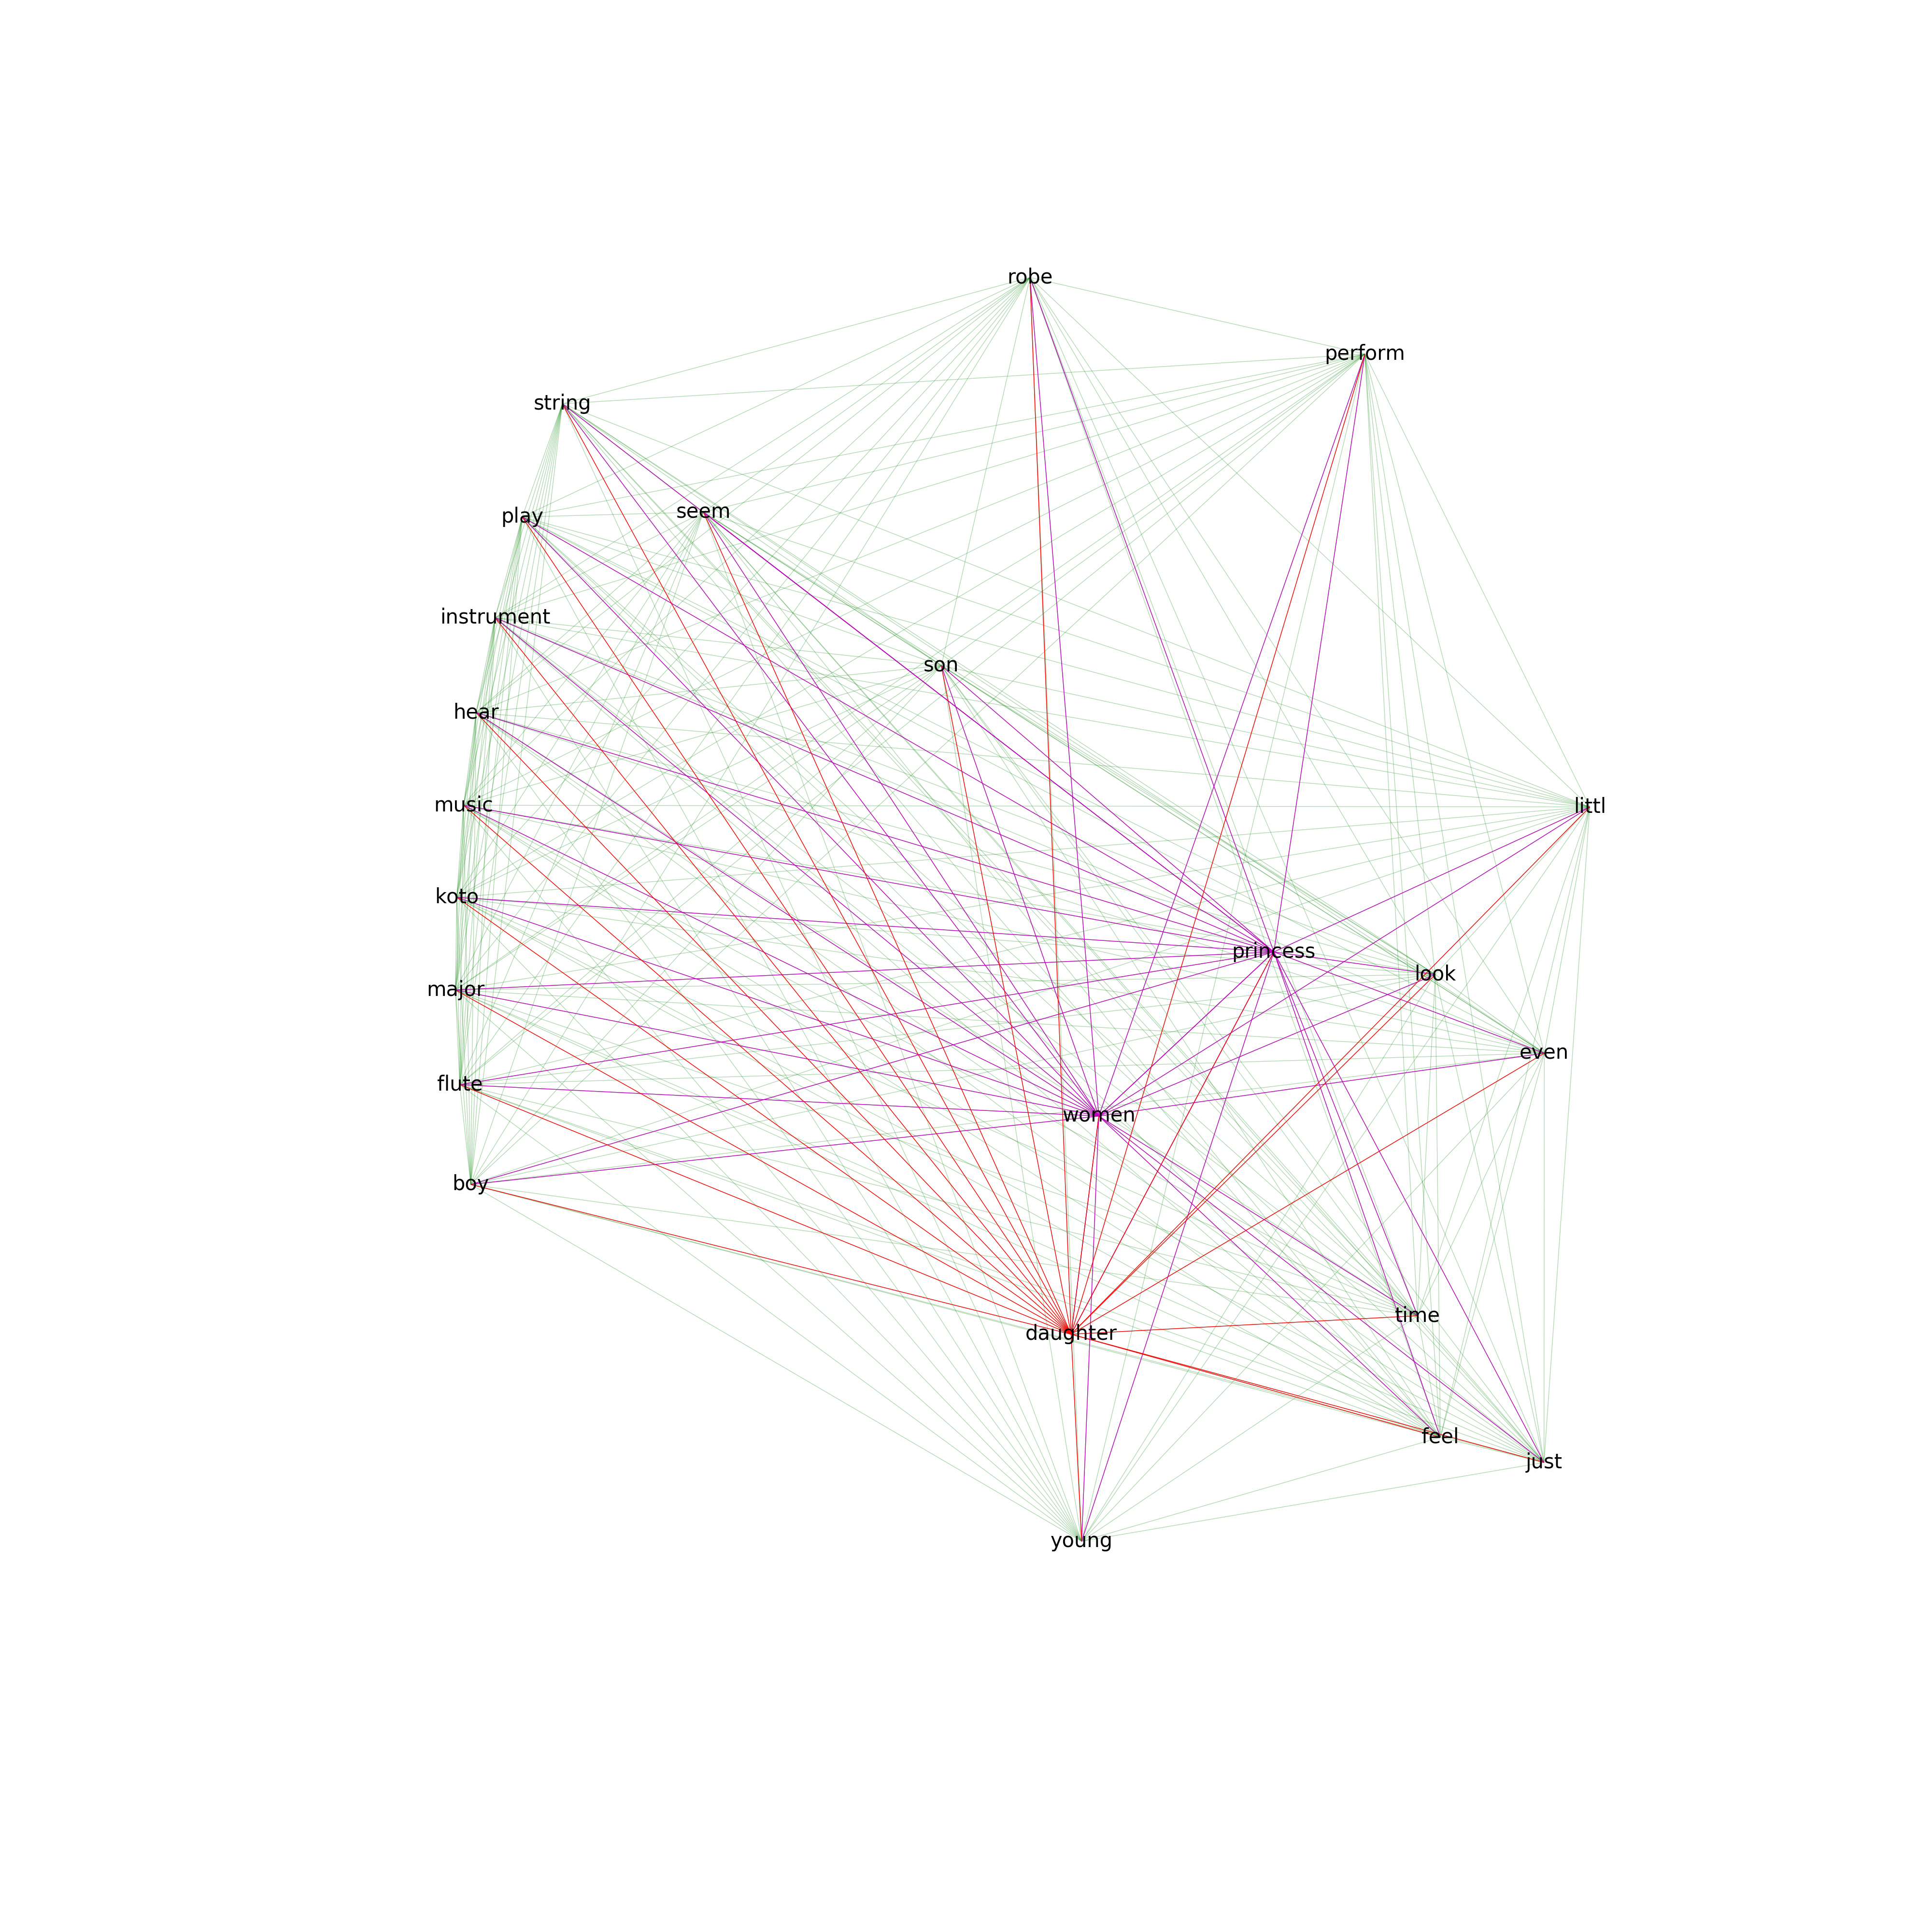 robe
perform
string
play
seem
instrument
son
hear
music
littl
koto
princess
look
major
even
flute
women
boy
time
daughter
feel
just
young